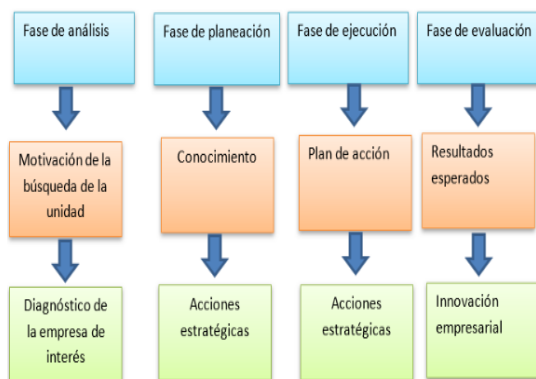 Fase de análisis
Fase de planeación
Fase de ejecución
Fase de evaluación
Motivación de la
búsqueda de la
unidad
Conocimiento
Plan de acción
Resultados
esperados
Diagnóstico de
la empresa de
interés
Acciones
estratégicas
Acciones
estratégicas
Innovación
empresarial